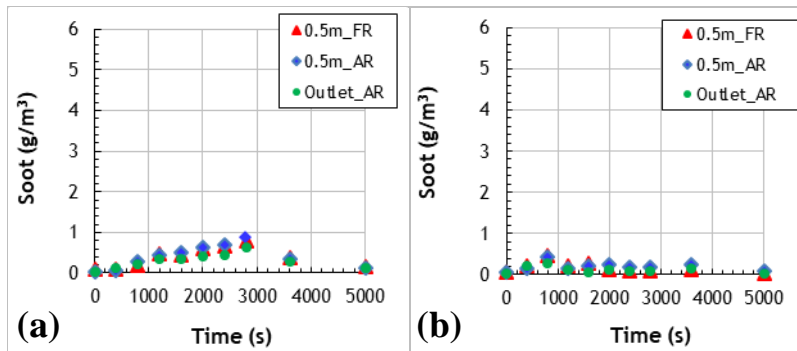 6
5
4
3
2
1
0
Soot (g/m³)
0.5m_FR
0.5m_AR
Outlet_AR
0 1000 2000 3000 4000 5000
Time (s)
(a)
6
5
4
3
2
1
0
Soot (g/m³)
0.5m_FR
0.5m_AR
Outlet_AR
0 1000 2000 3000 4000 5000
Time (s)
(b)